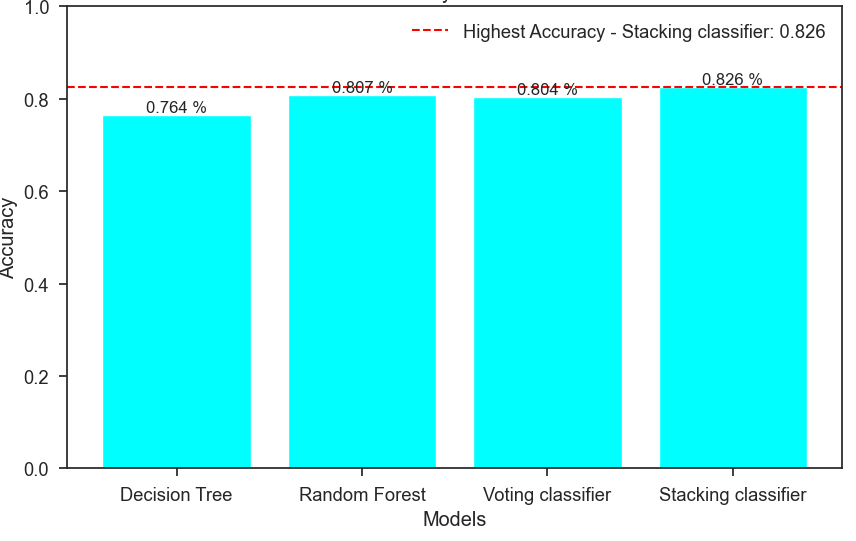 Highest Accuracy - Stacking classifier: 0.826
1.0
0.8
0.6
0.4
0.2
0.0
Accuracy
0.764 %
0.807 %
0.804 %
0.826 %
Decision Tree
Random Forest
Voting classifier
Stacking classifier
Models